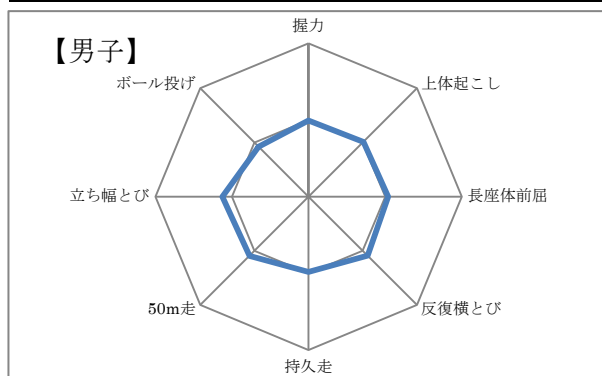 【男子】
握力
上体起こし
長座体前屈
反復横とび
持久走
50m走
立ち幅とび
ボール投げ